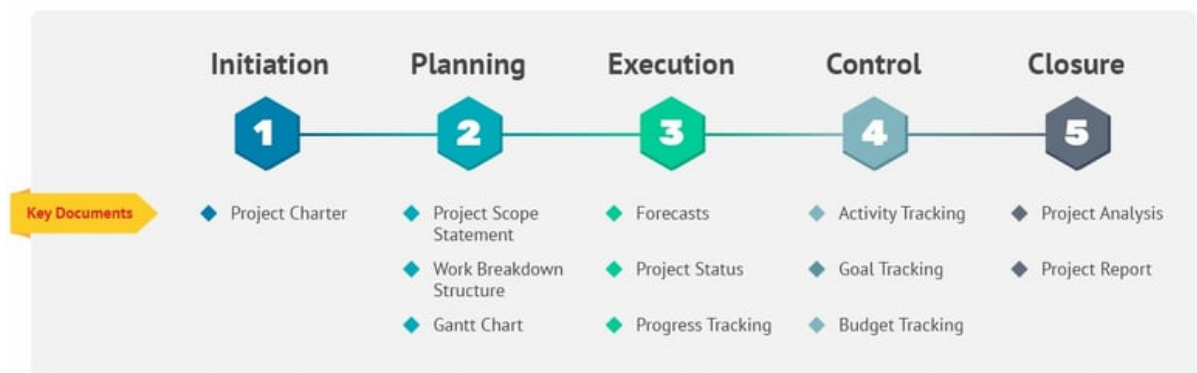 Initiation
Planning
Execution
Control
Closure
1
2
3
4
5
Key Documents
Project Charter
Project Scope
Statement
Work Breakdown
Structure
Gantt Chart
Forecasts
Project Status
Progress Tracking
Activity Tracking
Goal Tracking
Budget Tracking
Project Analysis
Project Report